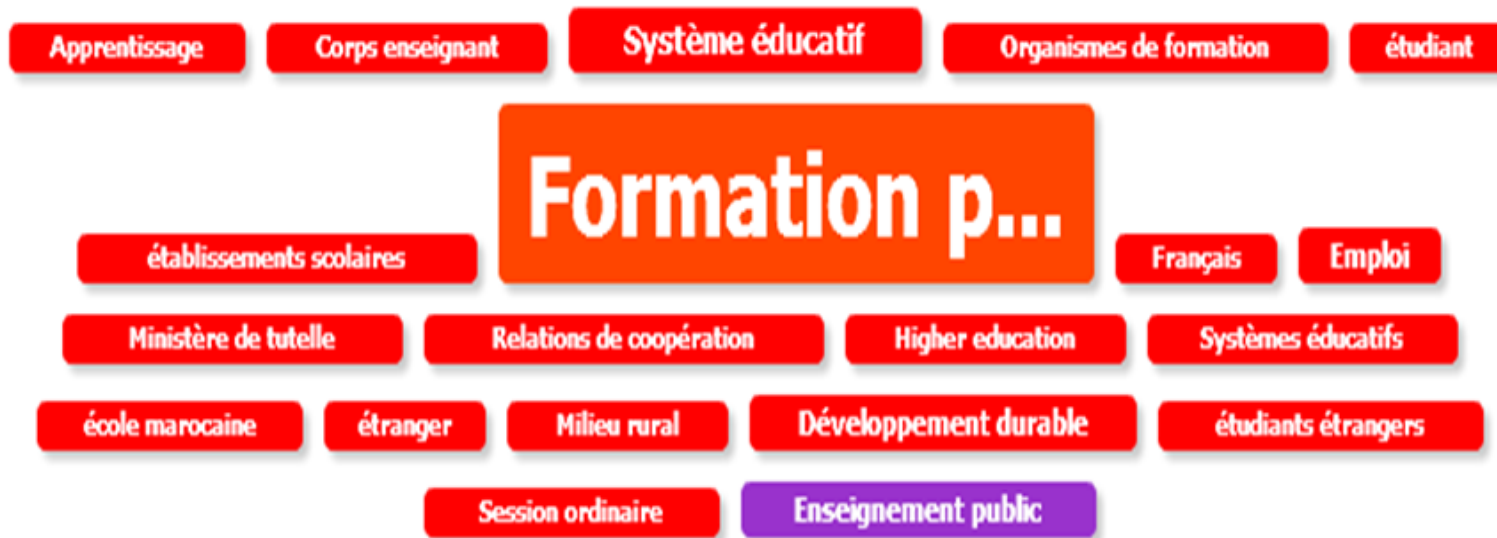 Apprentissage Corps enseignant Système éducatif Organismes de formation étudiant
Formation p...
établissements scolaires Français Emploi
Ministère de tutelle Relations de coopération Higher education Systèmes éducatifs
école marocaine étranger Milieu rural Développement durable étudiants étrangers
Session ordinaire Enseignement public